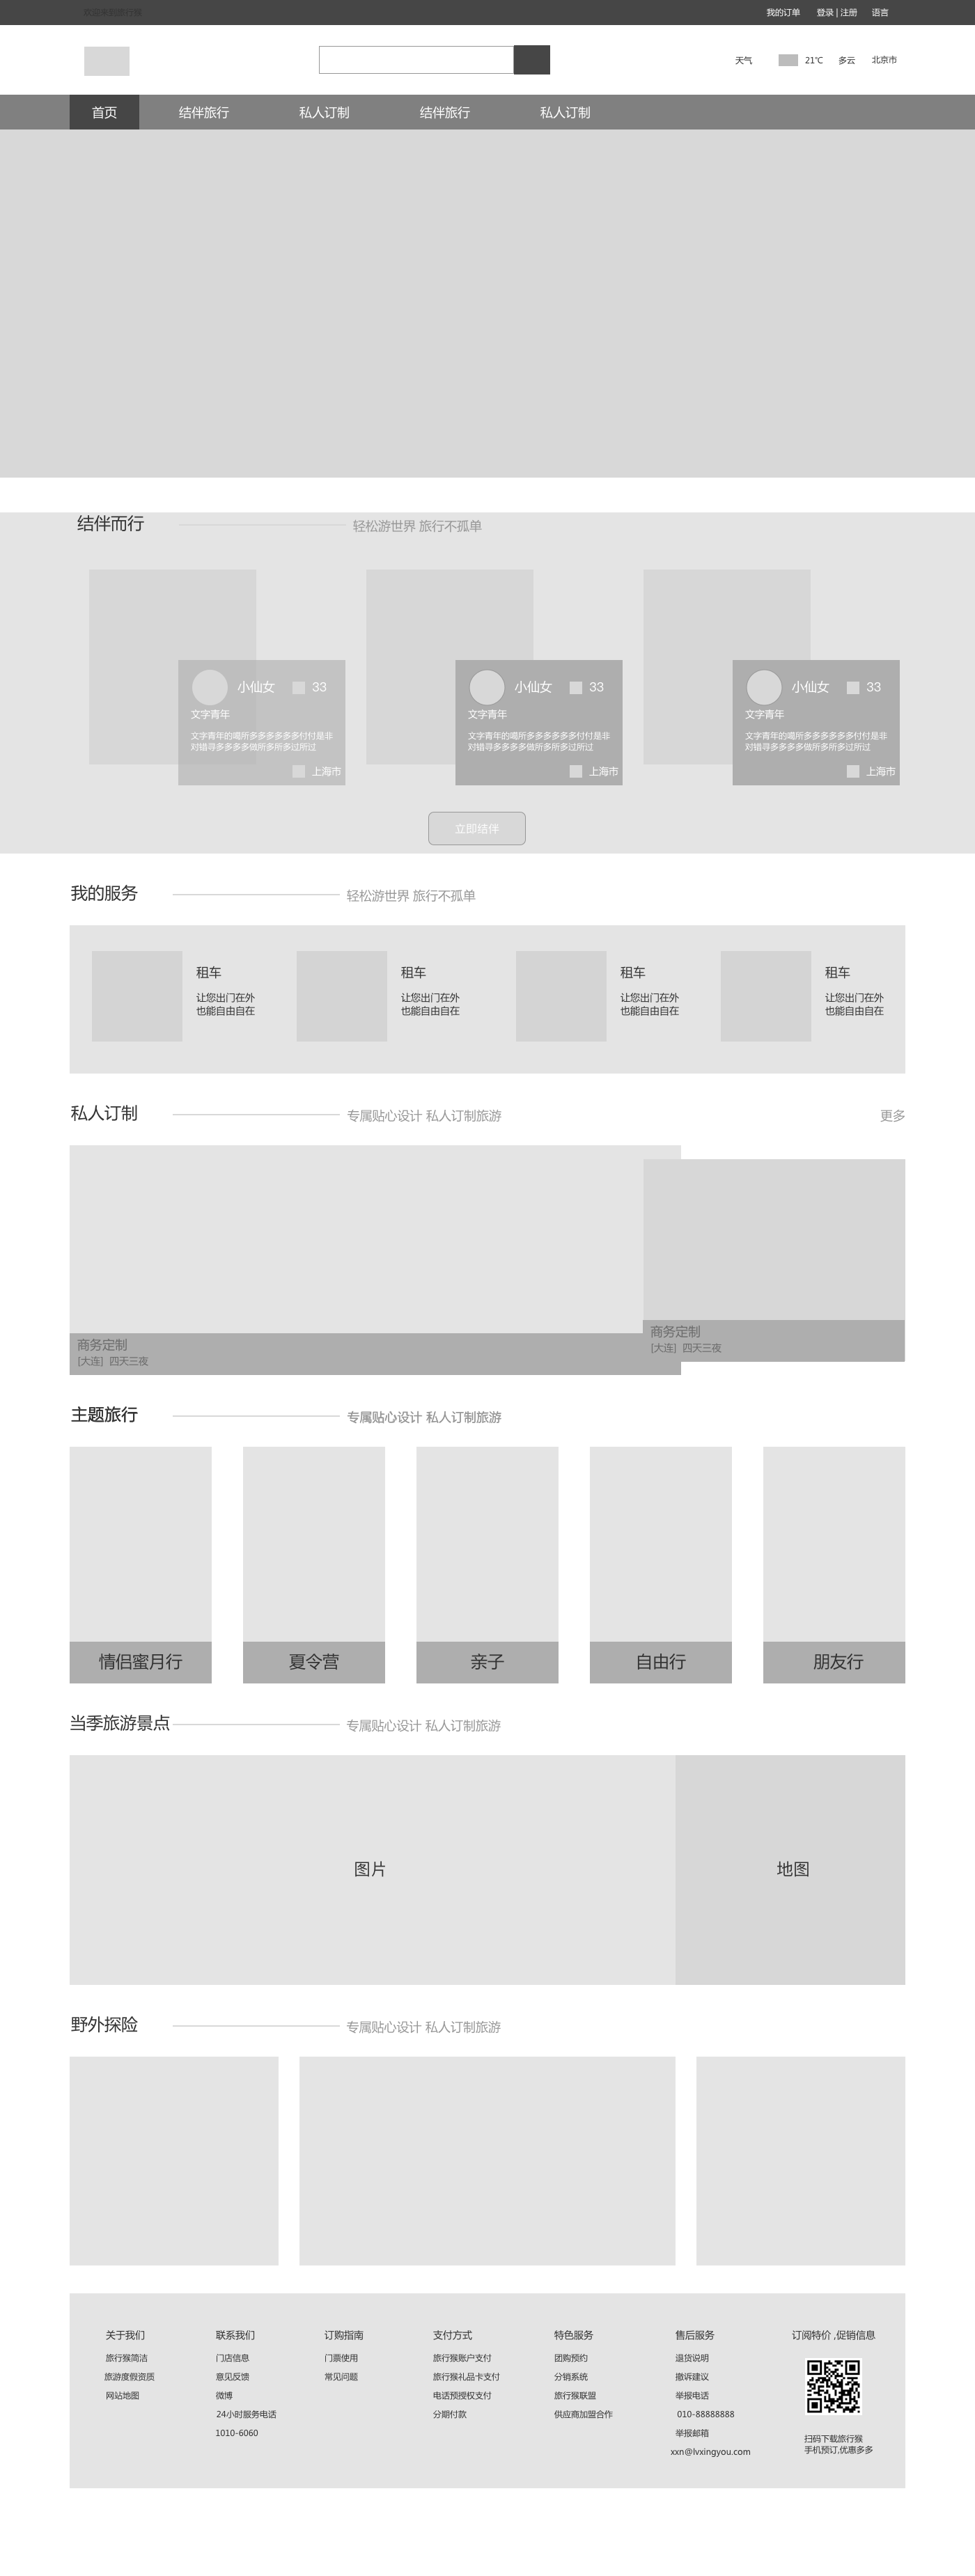 欢迎来到旅行猴
我的订单 登录 | 注册 语言
天气 21℃ 多云 北京市
首页 结伴旅行 私人订制 结伴旅行 私人订制
结伴而行 轻松游世界 旅行不孤单
小仙女 33
文字青年
文字青年的噶所多多多多多多付付是非
对错寻多多多多做所多所多过所过
上海市
小仙女 33
文字青年
文字青年的噶所多多多多多多付付是非
对错寻多多多多做所多所多过所过
上海市
小仙女 33
文字青年
文字青年的噶所多多多多多多付付是非
对错寻多多多多做所多所多过所过
上海市
立即结伴
我的服务 轻松游世界 旅行不孤单
租车
让您出门在外
也能自由自在
租车
让您出门在外
也能自由自在
租车
让您出门在外
也能自由自在
租车
让您出门在外
也能自由自在
私人订制 专属贴心设计 私人订制旅游 更多
商务定制
[大连] 四天三夜
商务定制
[大连] 四天三夜
主题旅行 专属贴心设计 私人订制旅游
情侣蜜月行 夏令营 亲子 自由行 朋友行
当季旅游景点 专属贴心设计 私人订制旅游
图片 地图
野外探险 专属贴心设计 私人订制旅游
关于我们
旅行猴简洁
旅游度假资质
网站地图
联系我们
门店信息
意见反馈
微博
24小时服务电话
1010-6060
订购指南
门票使用
常见问题
支付方式
旅行猴账户支付
旅行猴礼品卡支付
电话预授权支付
分期付款
特色服务
团购预约
分销系统
旅行猴联盟
供应商加盟合作
售后服务
退货说明
撤诉建议
举报电话
010-88888888
举报邮箱
xxn@lvxingyou.com
订阅特价 ,促销信息
扫码下载旅行猴
手机预订,优惠多多